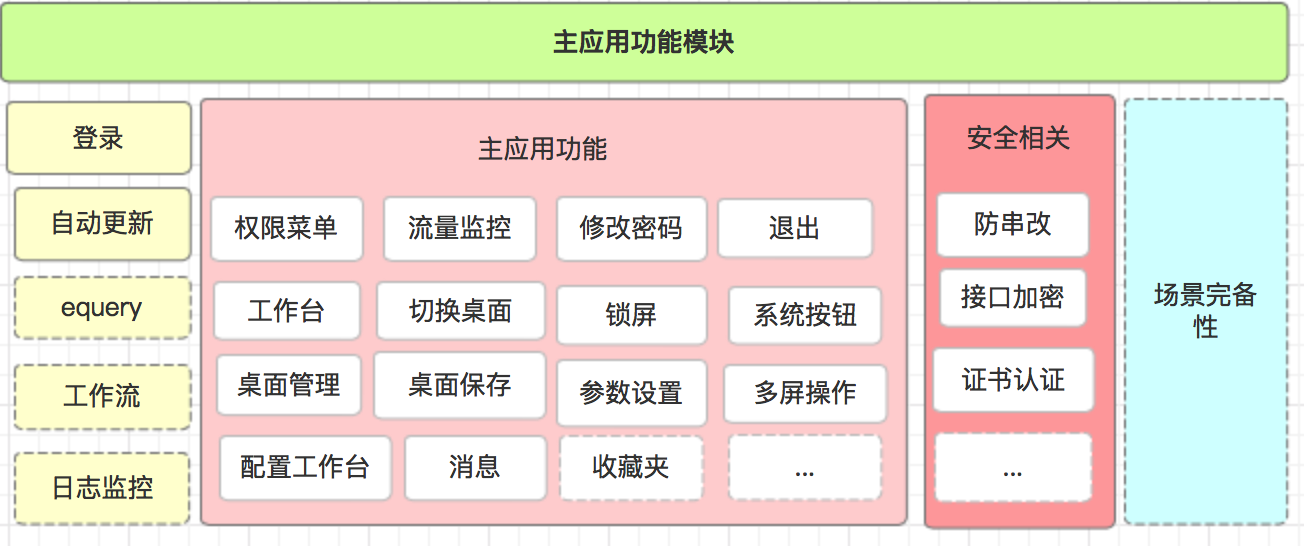 主应用功能模块
登录
自动更新
equery
工作流
日志监控
主应用功能
权限菜单
流量监控
修改密码
退出
工作台
切换桌面
锁屏
系统按钮
桌面管理
桌面保存
参数设置
多屏操作
配置工作台
消息
收藏夹
...
安全相关
防串改
接口加密
证书认证
...
场景完备
性